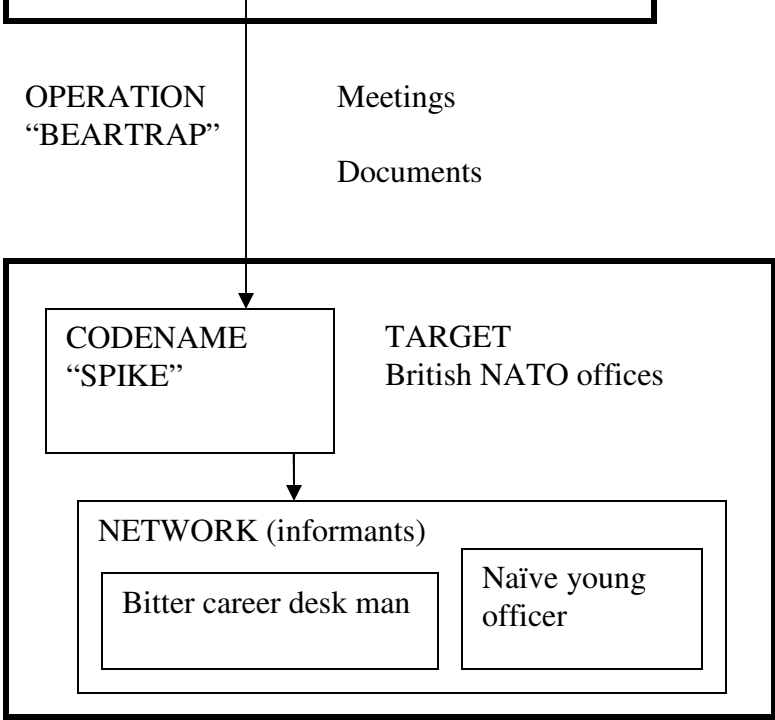 OPERATION
“BEARTRAP”
Meetings
Documents
CODENAME
“SPIKE”
TARGET
British NATO offices
NETWORK (informants)
Bitter career desk man
Naïve young
officer